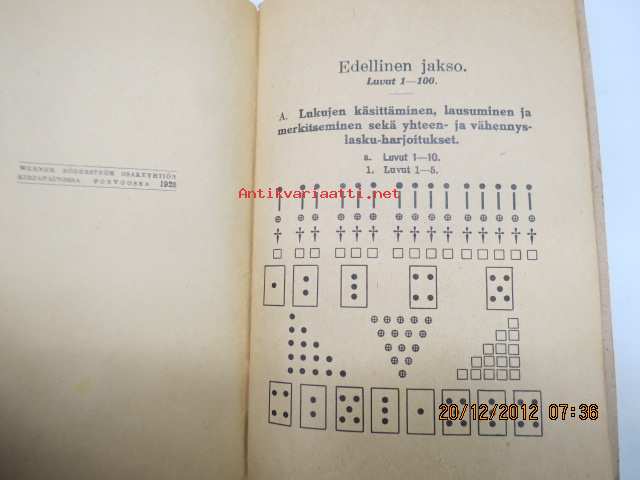 WERNER SÖDERSTRÖM OSAKEYHTIÖN
KIRJAPAINOSSA PORVOOSSA 1928
Edellinen jakso.
Luvut 1—100.
A. Lukujen käsittäminen, lausuminen ja
merkitseminen sekä yhteen- ja vähennys-
lasku-harjoitukset.
a. Luvut 1—10.
1. Luvut 1—5.
Antikvariaatti.net
20/12/2012 07:36